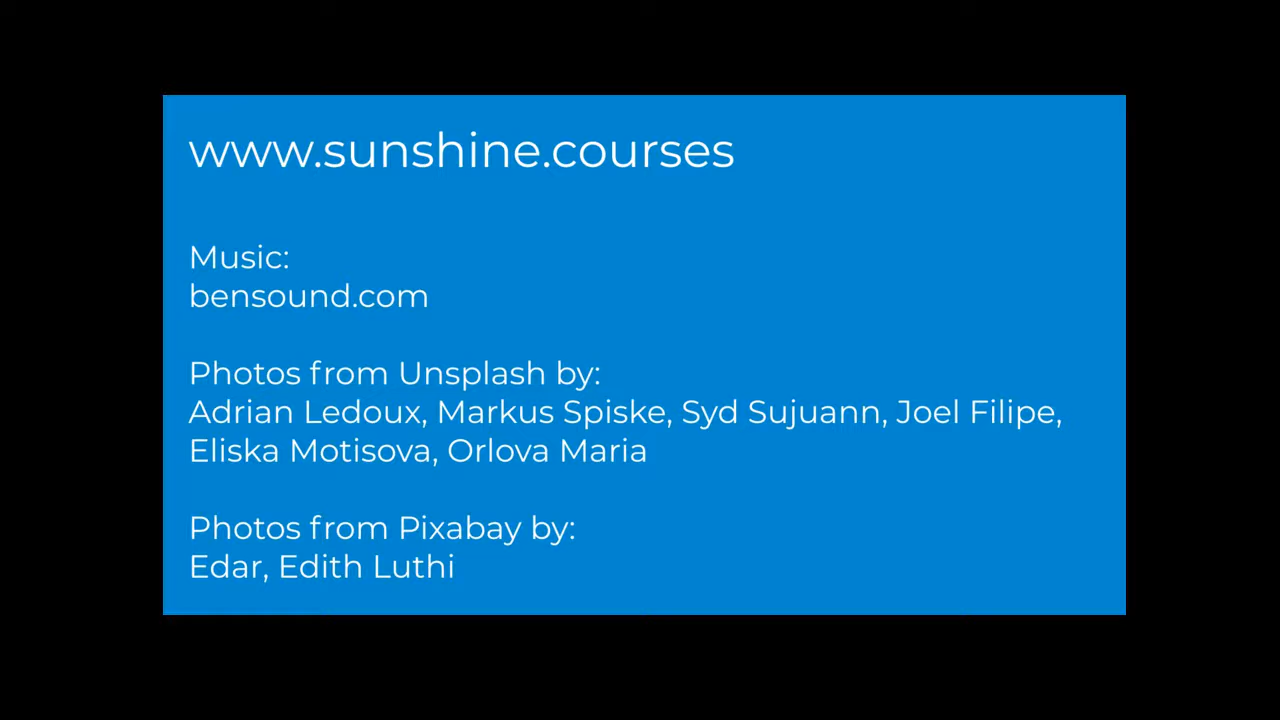 www.sunshine.courses
Music:
bensound.com
Photos from Unsplash by:
Adrian Ledoux, Markus Spiske, Syd Sujuann, Joel Filipe,
Eliska Motisova, Orlova Maria
Photos from Pixabay by:
Edar, Edith Luthi